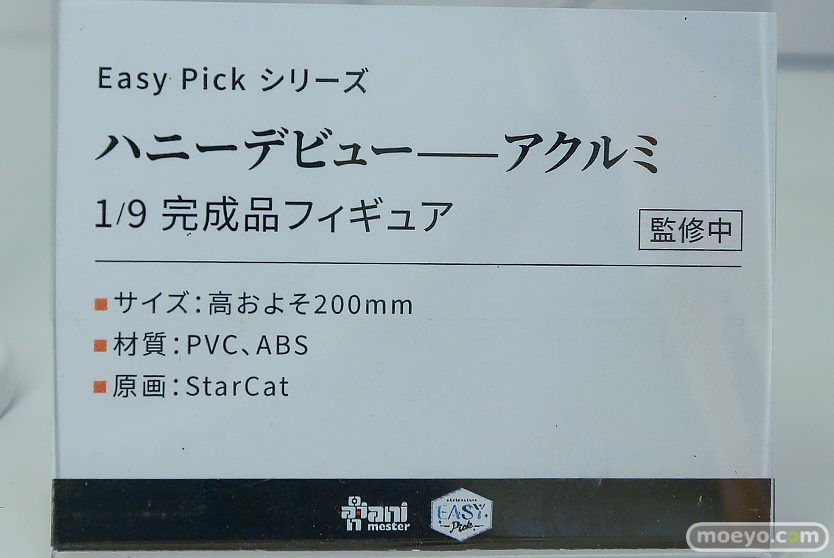 Easy Pick シリーズ
ハニーデビュー——アクルミ
1/9 完成品フィギュア
監修中
サイズ：高およそ200mm
材質：PVC、ABS
原画：StarCat
ani
mester
EASY
Pick
moeyo.com